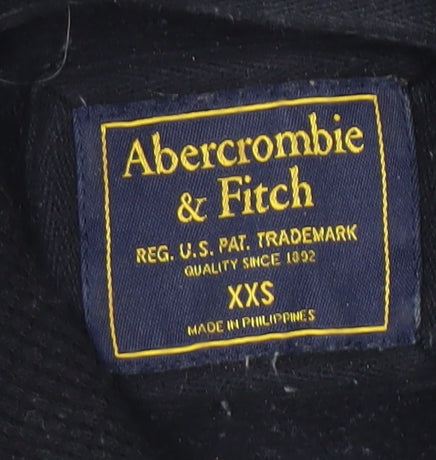 Abercrombie
& Fitch
REG. U.S. PAT. TRADEMARK
QUALITY SINCE 1892
XXS
MADE IN PHILIPPINES